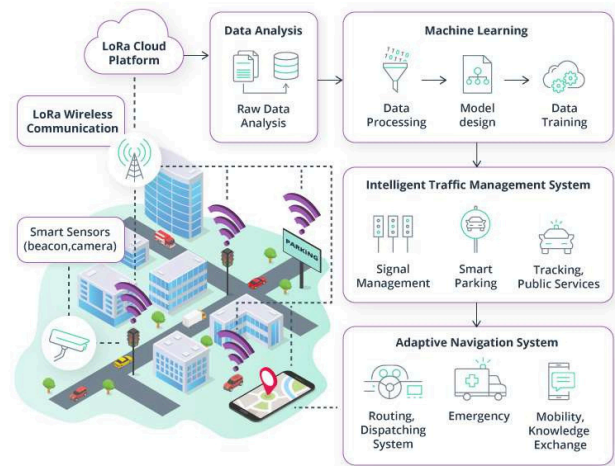 LoRa Cloud
Platform
Data Analysis
Raw Data
Analysis
Machine Learning
Data
Processing
Model
design
Data
Training
LoRa Wireless
Communication
Smart Sensors
(beacon,camera)
PARKING
Intelligent Traffic Management System
Signal
Management
Smart
Parking
Tracking,
Public Services
Adaptive Navigation System
Routing,
Dispatching
System
Emergency
Mobility,
Knowledge
Exchange